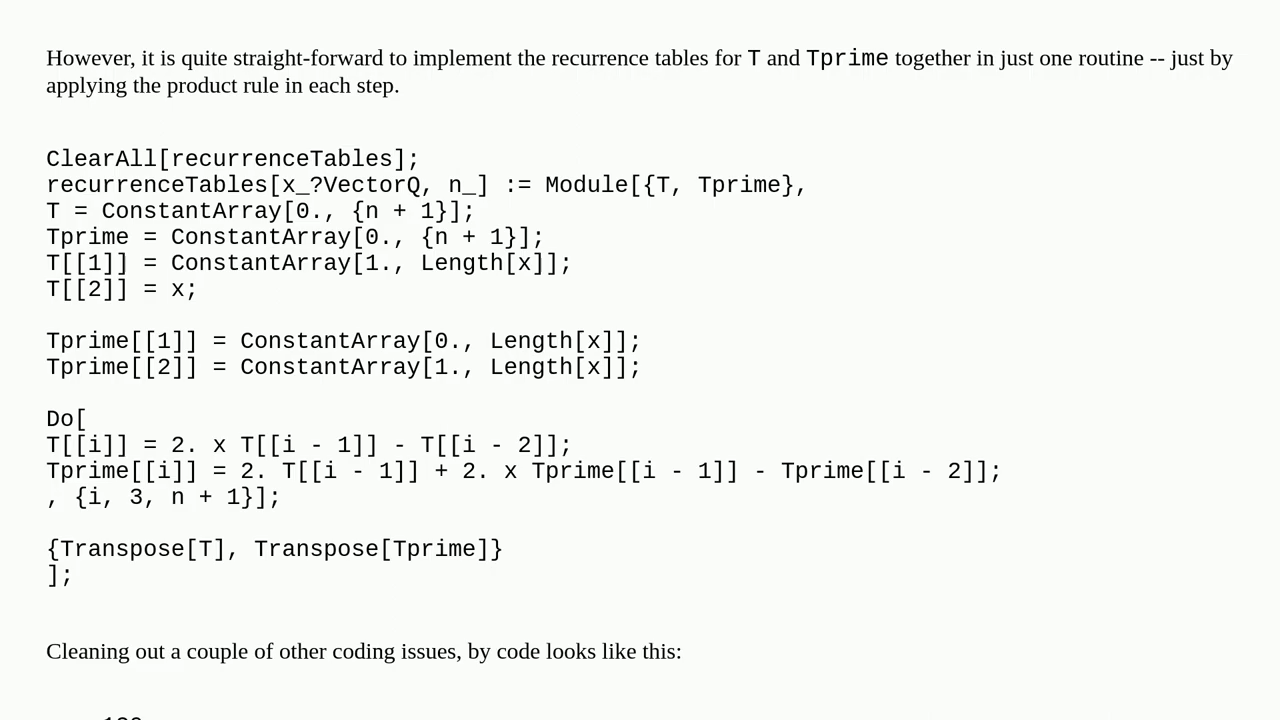 However, it is quite straight-forward to implement the recurrence tables for T and Tprime together in just one routine -- just by
applying the product rule in each step.
ClearAll[recurrenceTables];
recurrenceTables[x_?VectorQ, n_] := Module[{T, Tprime},
T = ConstantArray[0., {n + 1}];
Tprime = ConstantArray[0., {n + 1}];
T[[1]] = ConstantArray[1., Length[x]];
T[[2]] = x;
Tprime[[1]] = ConstantArray[0., Length[x]];
Tprime[[2]] = ConstantArray[1., Length[x]];
Do[
T[[i]] = 2. x T[[i - 1]] - T[[i - 2]];
Tprime[[i]] = 2. T[[i - 1]] + 2. x Tprime[[i - 1]] - Tprime[[i - 2]];
, {i, 3, n + 1}];
{Transpose[T], Transpose[Tprime]}
];
Cleaning out a couple of other coding issues, by code looks like this: